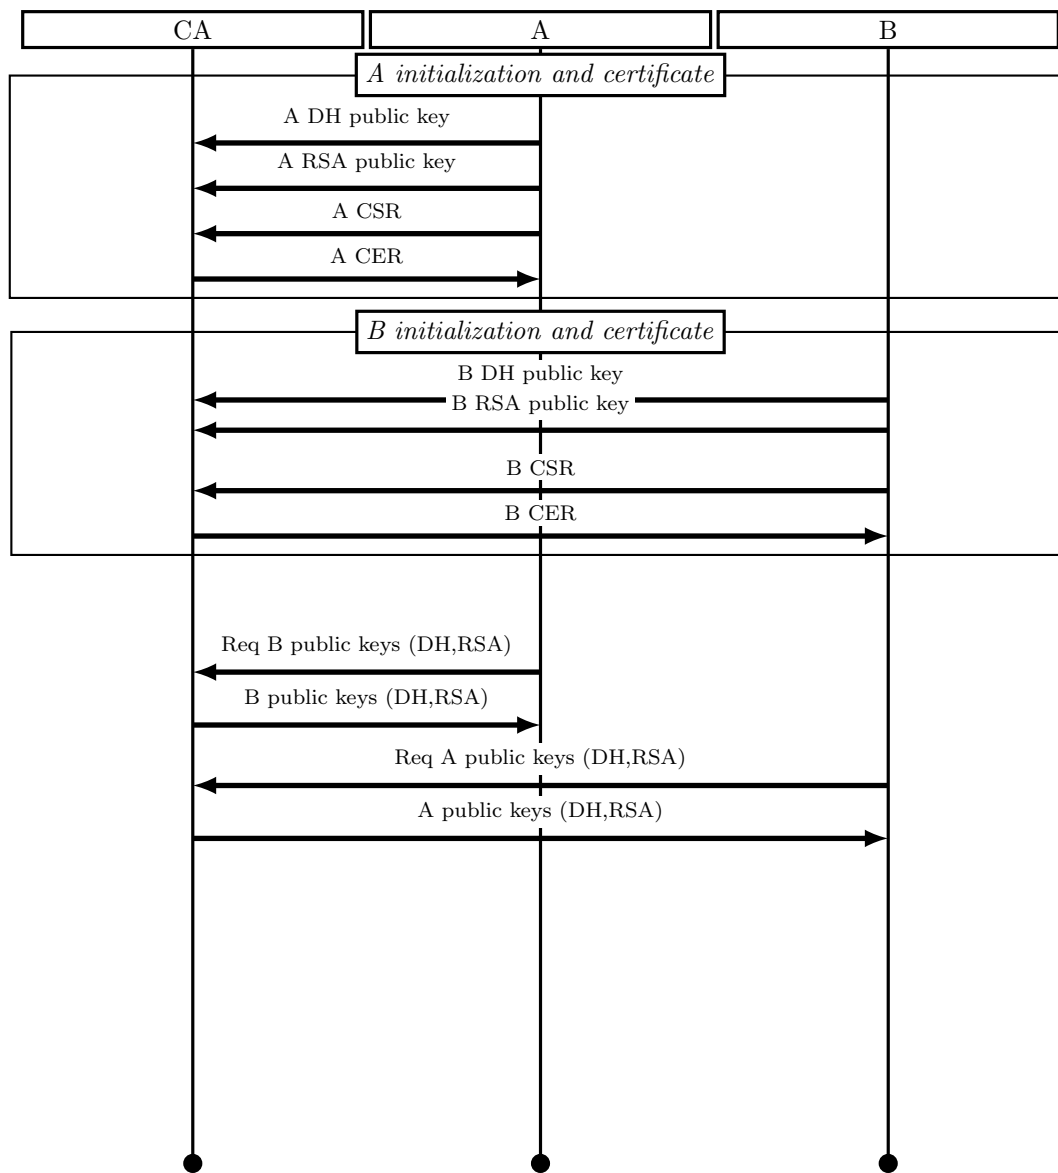 CA
A
B
A initialization and certificate
A DH public key
A RSA public key
A CSR
A CER
B initialization and certificate
B DH public key
B RSA public key
B CSR
B CER
Req B public keys (DH,RSA)
B public keys (DH,RSA)
Req A public keys (DH,RSA)
A public keys (DH,RSA)